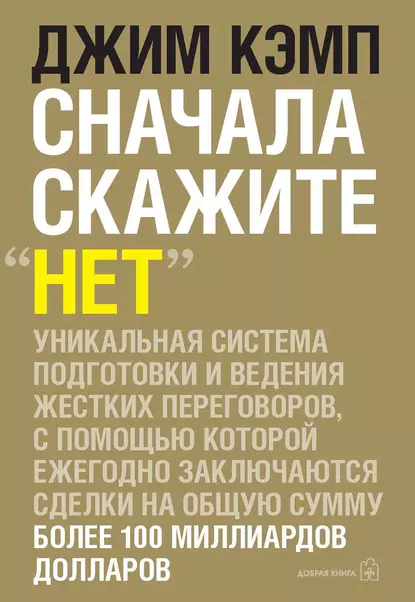 ДЖИМ КЭМП
СНАЧАЛА
СКАЖИТЕ
“НЕТ”
УНИКАЛЬНАЯ СИСТЕМА
ПОДГОТОВКИ И ВЕДЕНИЯ
ЖЕСТКИХ ПЕРЕГОВОРОВ,
С ПОМОЩЬЮ КОТОРОЙ
ЕЖЕГОДНО ЗАКЛЮЧАЮТСЯ
СДЕЛКИ НА ОБЩУЮ СУММУ
БОЛЕЕ 100 МИЛЛИАРДОВ
ДОЛЛАРОВ
ДОБРАЯ КНИГА